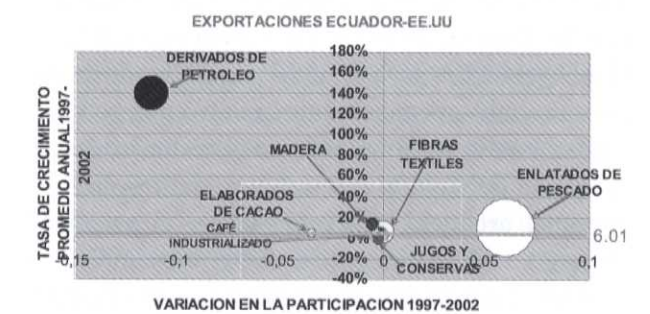 EXPORTACIONES ECUADOR-EE.UU
TASA DE CRECIMIENTO
PROMEDIO ANUAL1997-
2002
180%
160%
140%
120%
100%
80%
60%
40%
20%
0%
-20%
-40%
DERIVADOS DE
PETROLEO
MADERA
FIBRAS
TEXTILES
ENLATADOS DE
PESCADO
ELABORADOS
DE CACAO
CAFÉ
INDUSTRIALIZADO
JUGOS Y
CONSERVAS
6.01
-0,15
-0,1
-0,05
0
0,05
0,1
VARIACION EN LA PARTICIPACION 1997-2002